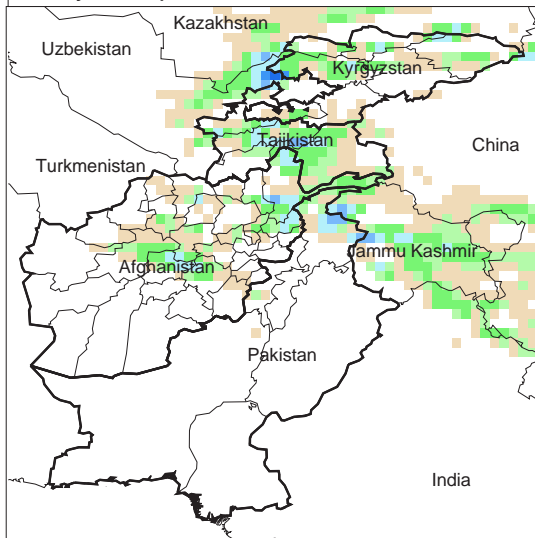 Kazakhstan
Uzbekistan
Kyrgyzstan
Tajikistan
China
Turkmenistan
Jammu Kashmir
Afghanistan
Pakistan
India